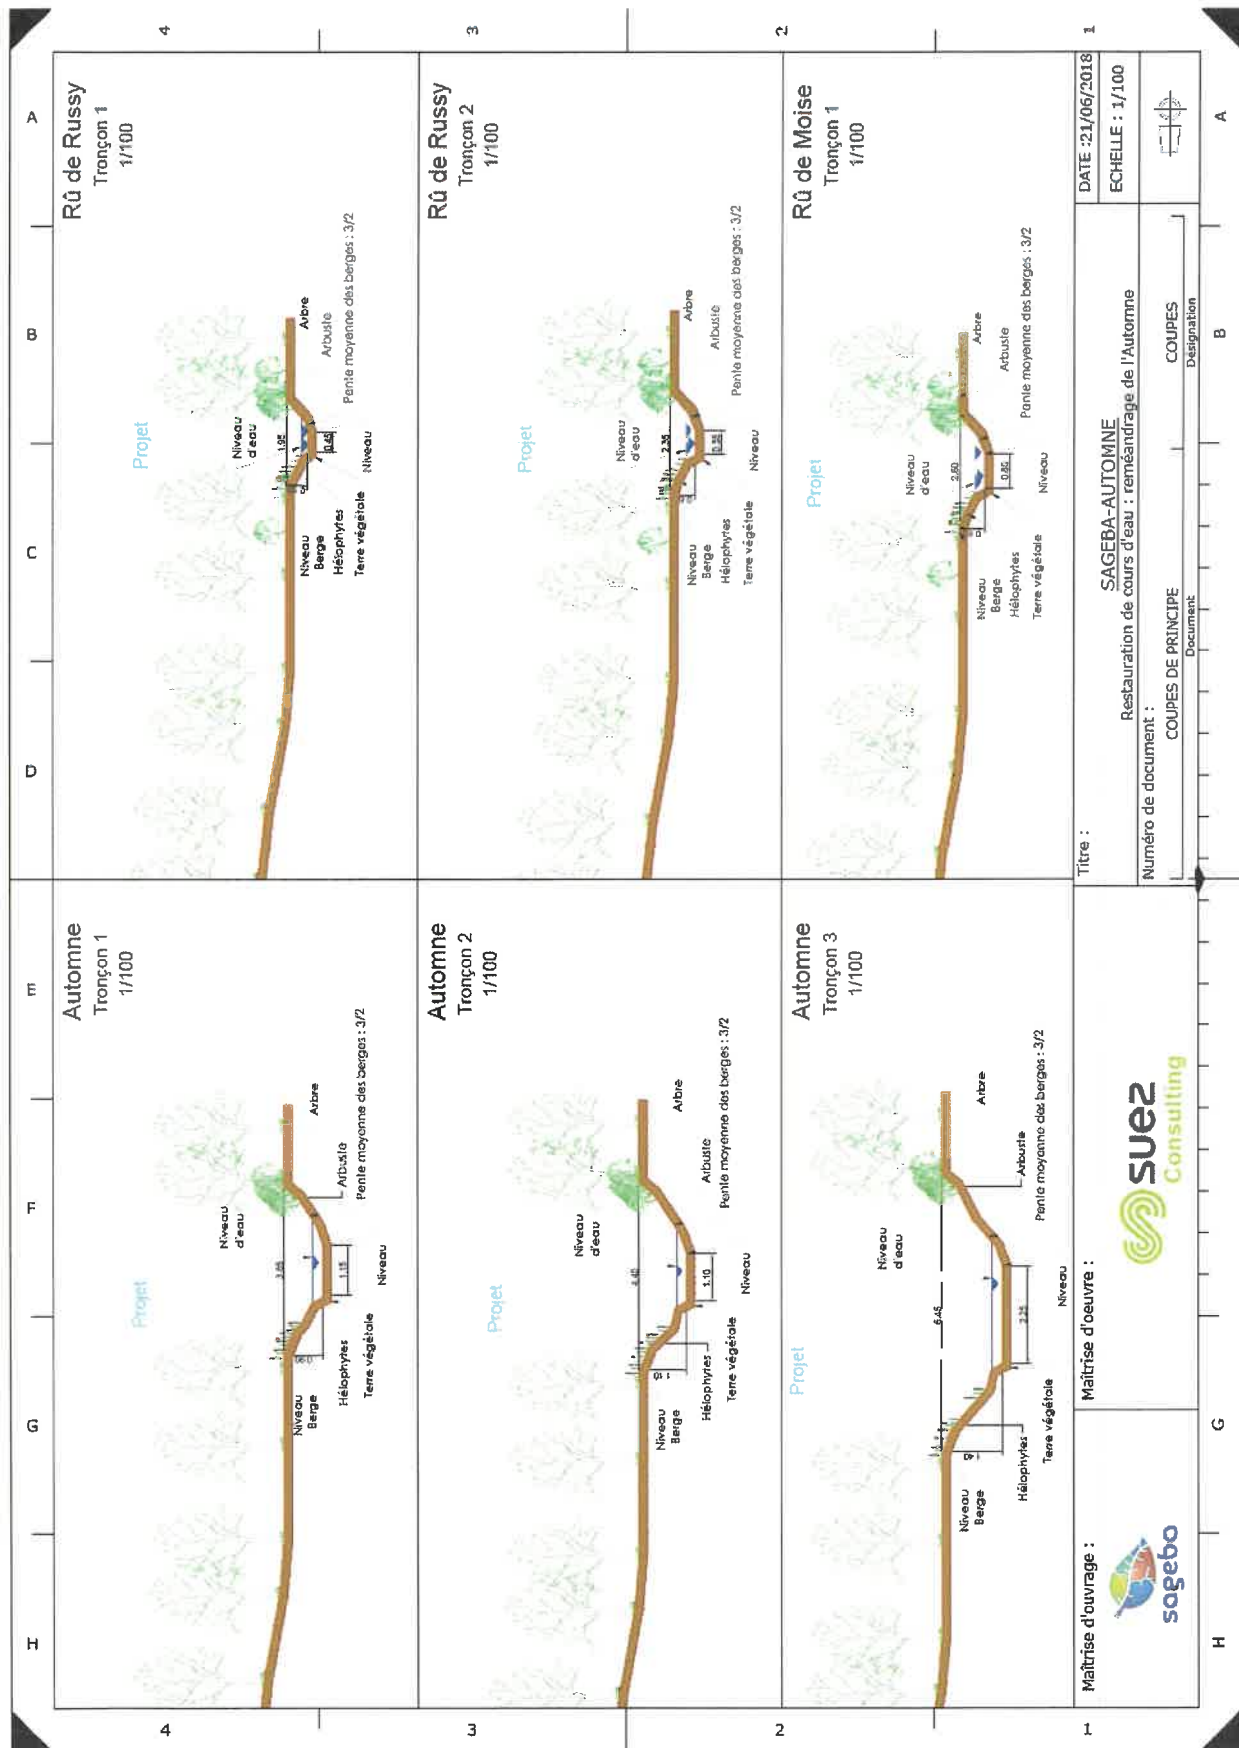 H
G
F
E
D
C
B
A
4
4
Automne
Tronçon 1
1/100
Projet
Niveau
d'eau
3.85
1.15
Arbre
Arbuste
Pente moyenne des berges : 3/2
Niveau
Niveau
Berge
Hélophytes
Terre végétale
Rû de Russy
Tronçon 1
1/100
Projet
Niveau
d'eau
1.95
0.45
Arbre
Arbuste
Pente moyenne des berges : 3/2
Niveau
Niveau
Berge
Hélophytes
Terre végétale
3
3
Automne
Tronçon 2
1/100
Projet
Niveau
d'eau
4.40
1.10
Arbre
Arbuste
Pente moyenne des berges : 3/2
Niveau
Niveau
Berge
Hélophytes
Terre végétale
Rû de Russy
Tronçon 2
1/100
Projet
Niveau
d'eau
2.35
Arbre
Arbuste
Pente moyenne des berges : 3/2
Niveau
Niveau
Berge
Hélophytes
Terre végétale
2
2
Automne
Tronçon 3
1/100
Projet
Niveau
d'eau
6.45
2.25
Arbre
Arbuste
Pente moyenne des berges : 3/2
Niveau
Niveau
Berge
Hélophytes
Terre végétale
Rû de Moise
Tronçon 1
1/100
Projet
Niveau
d'eau
2.60
0.80
Arbre
Arbuste
Pente moyenne des berges : 3/2
Niveau
Niveau
Berge
Hélophytes
Terre végétale
1
1
Maîtrise d'ouvrage :
sageba
Maîtrise d'oeuvre :
suez
Consulting
Titre :
SAGEBA-AUTOMNE
Restauration de cours d'eau : reméandrage de l'Automne
DATE :21/06/2018
ECHELLE : 1/100
Numéro de document :
COUPES DE PRINCIPE
Document
COUPES
Désignation
H
G
F
B
A